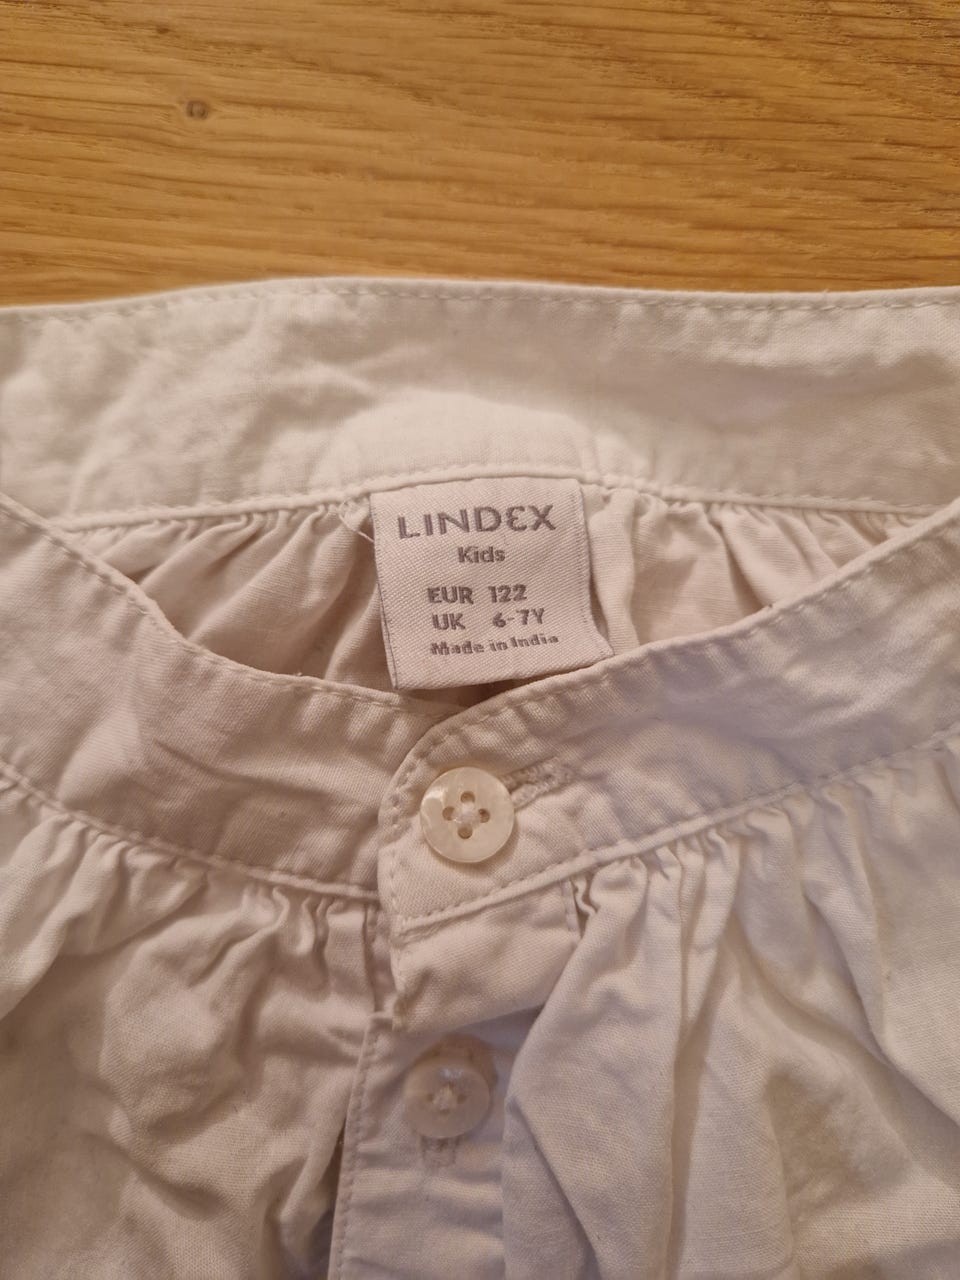 LINDEX
Kids
EUR 122
UK 6-7Y
Made in India